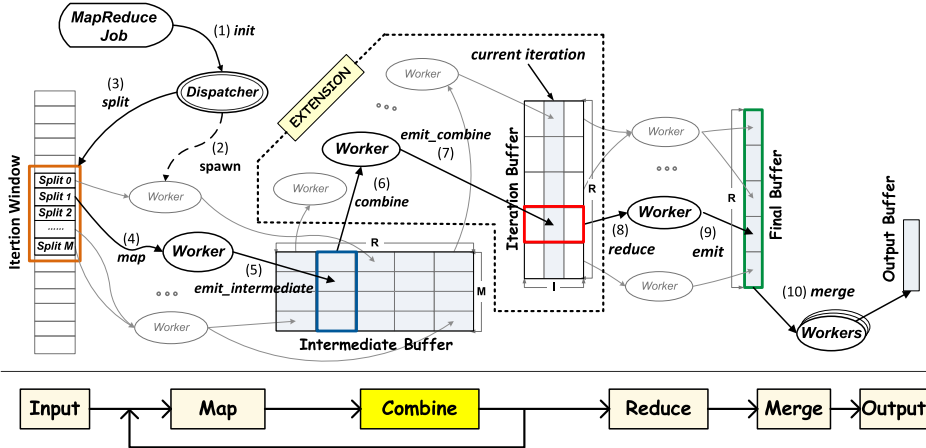 MapReduce
Job
(1) init
Dispatcher
(3)
split
(2)
spawn
EXTENSION
Worker
current iteration
Worker
emit_combine
(7)
Worker
Worker
(6)
combine
Worker
Itertion Window
Split 0
Split 1
Split 2
......
Split M
(4)
map
Worker
(5)
emit_intermediate
R
M
Worker
Intermediate Buffer
Iteration Buffer
R
I
Worker
(8)
reduce
Worker
(9)
emit
Worker
R
Final Buffer
Output Buffer
(10) merge
Workers
Input
Map
Combine
Reduce
Merge
Output